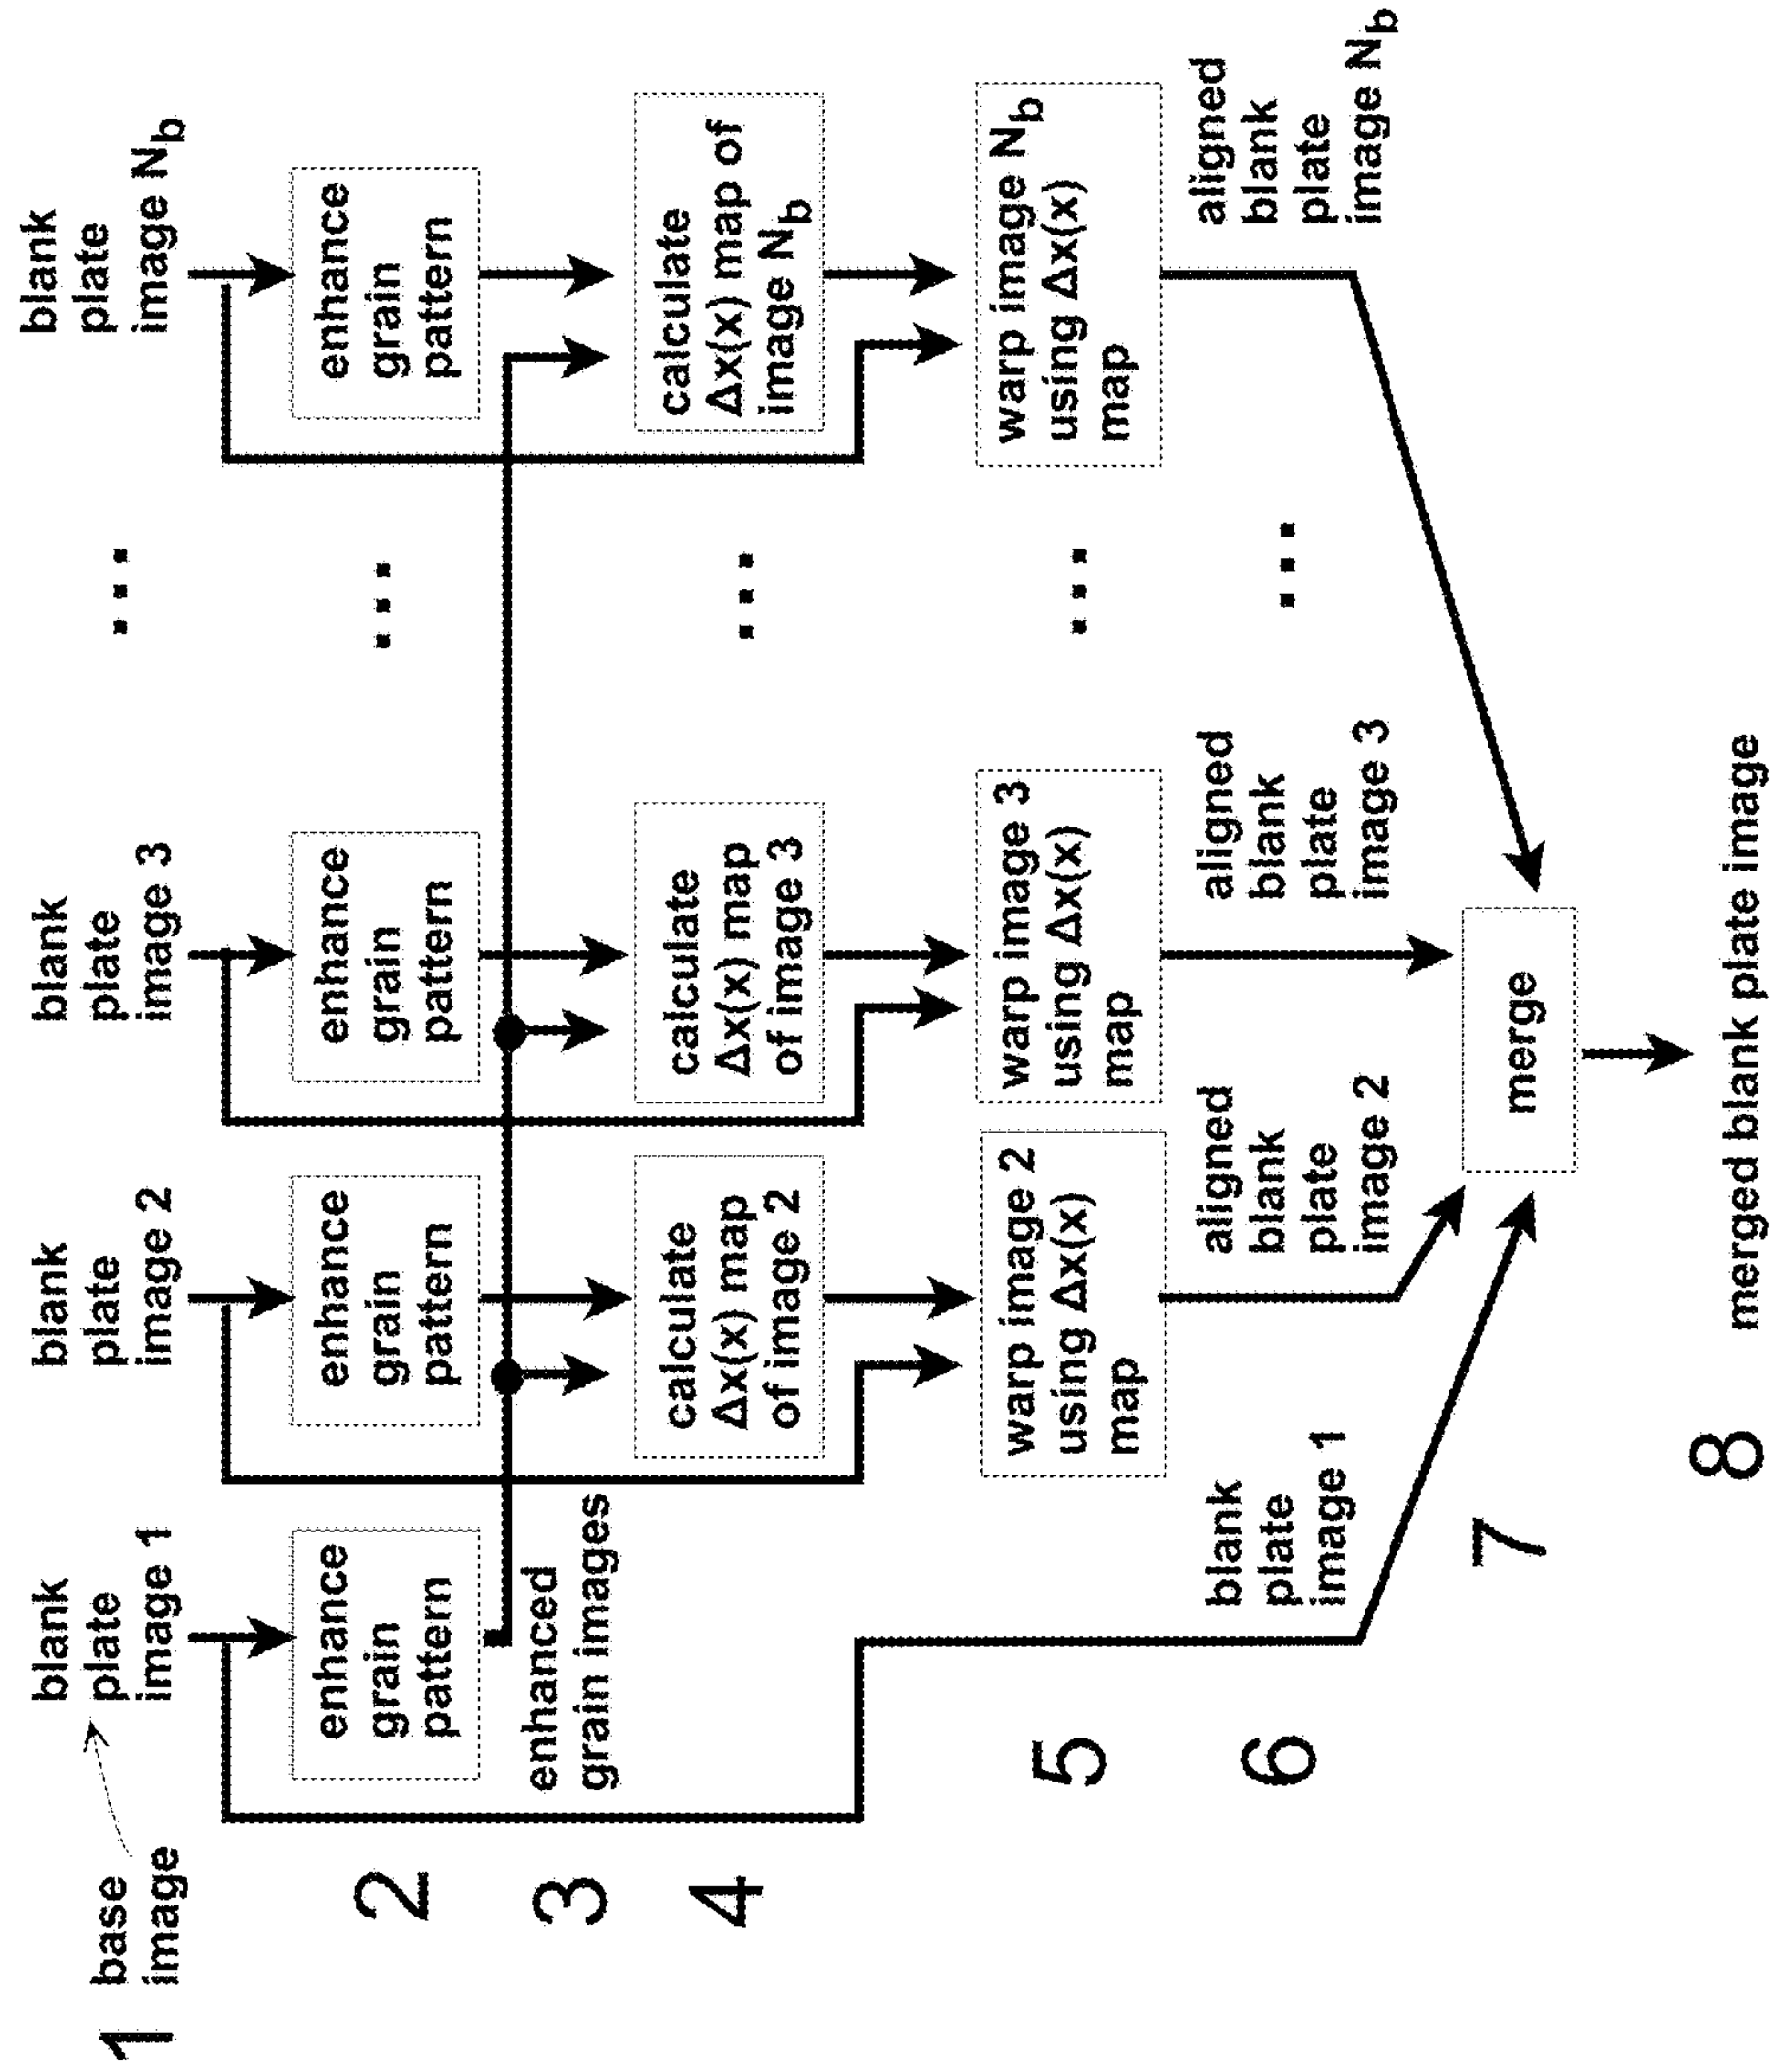 1
base
image
blank
plate
image 1
blank
plate
image 2
blank
plate
image 3
...
blank
plate
image Nb
2
enhance
grain
pattern
enhance
grain
pattern
enhance
grain
pattern
...
enhance
grain
pattern
3
enhanced
grain images
4
calculate
Δx(x) map
of image 2
calculate
Δx(x) map
of image 3
...
calculate
Δx(x) map of
image Nb
5
warp image 2
using Δx(x)
map
warp image 3
using Δx(x)
map
...
warp image Nb
using Δx(x)
map
6
blank
plate
image 1
aligned
blank
plate
image 2
aligned
blank
plate
image 3
...
aligned
blank
plate
image Nb
7
merge
8
merged blank plate image